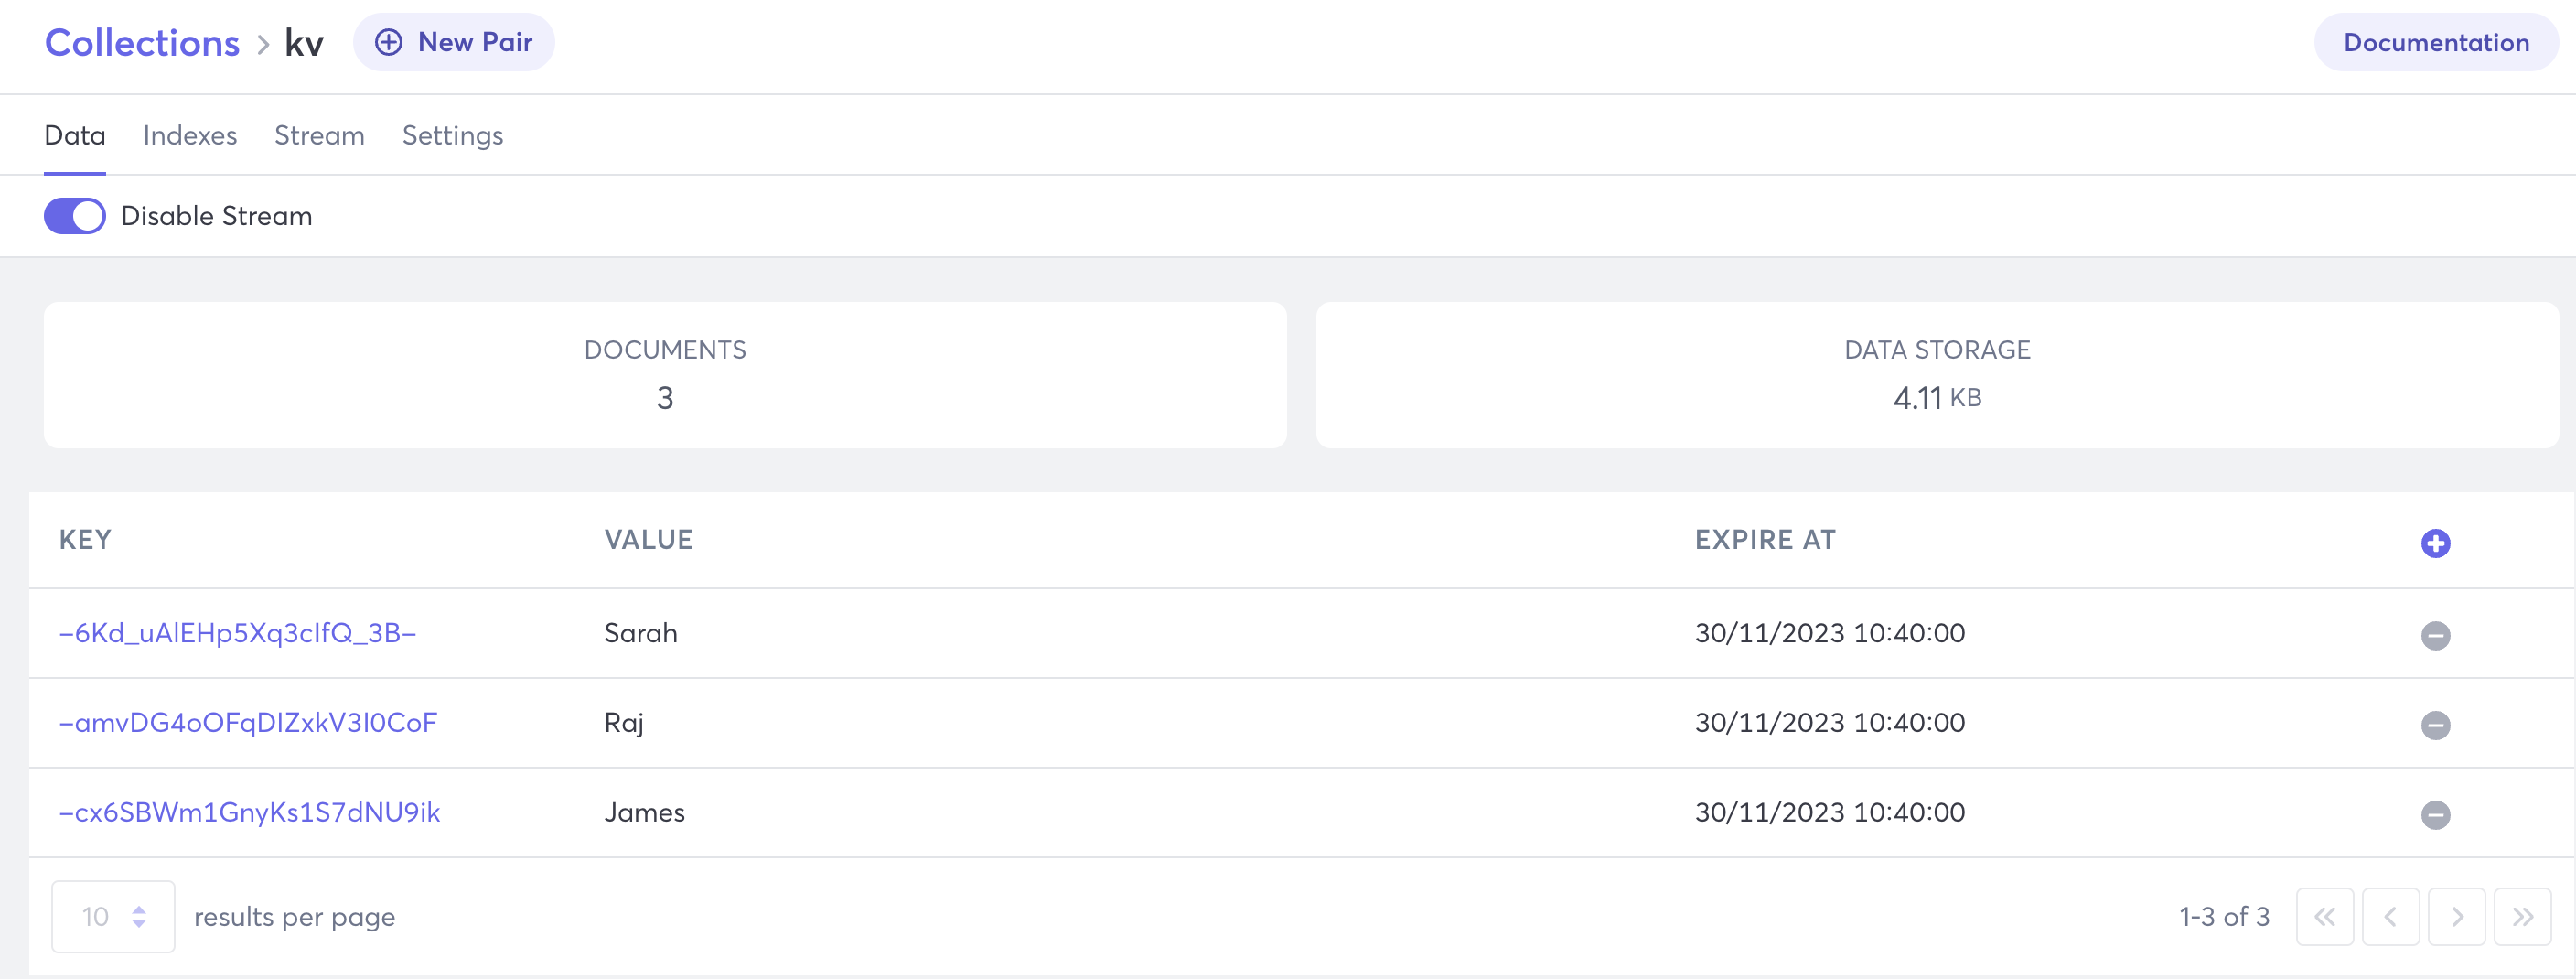 Collections > kv New Pair Documentation
Data Indexes Stream Settings
Disable Stream
DOCUMENTS
3
DATA STORAGE
4.11 KB
KEY VALUE EXPIRE AT
–6Kd_uAlEHp5Xq3cIfQ_3B– Sarah 30/11/2023 10:40:00
–amvDG4oOFqDIZxkV3I0CoF Raj 30/11/2023 10:40:00
–cx6SBWm1GnyKs1S7dNU9ik James 30/11/2023 10:40:00
10 results per page 1-3 of 3